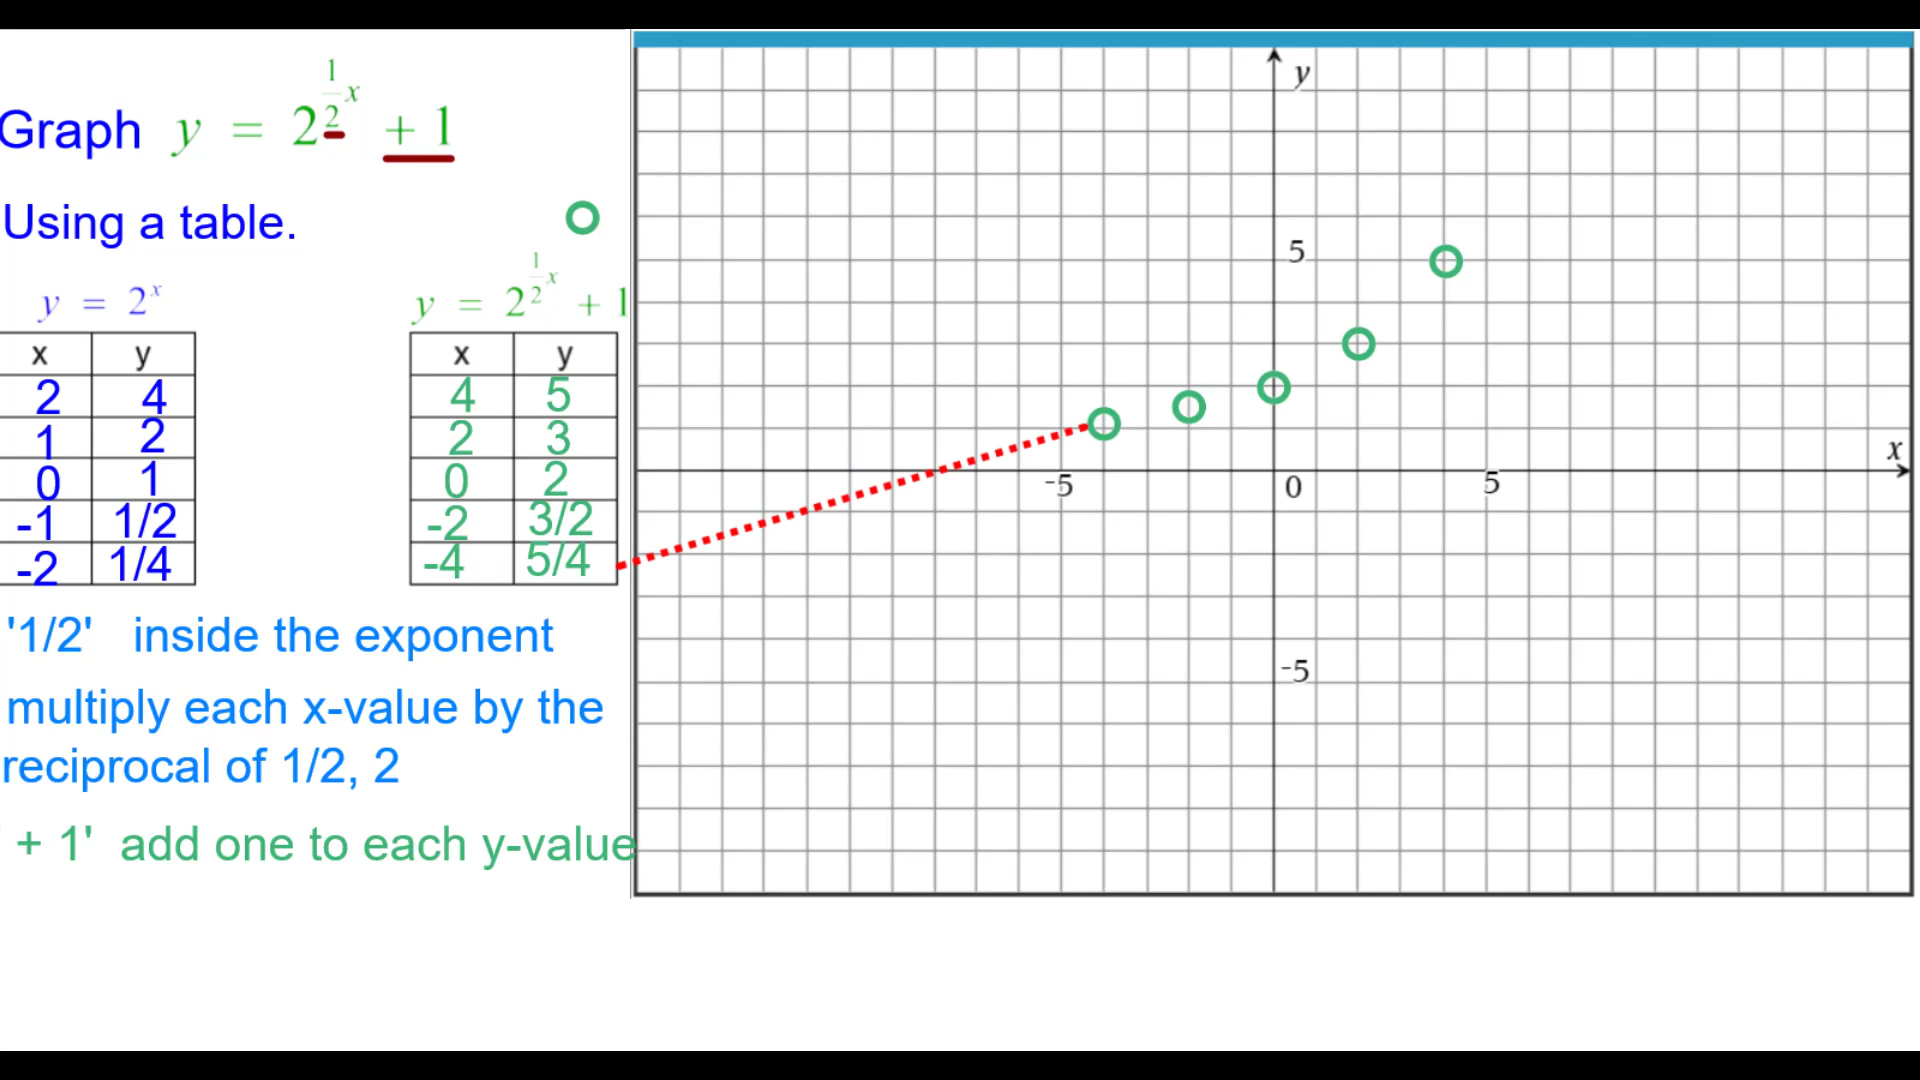 Graph y = 2^{\frac{1}{2}x} + 1
Using a table.
y = 2^x
x y
2 4
1 2
0 1
-1 1/2
-2 1/4
y = 2^{\frac{1}{2}x} + 1
x y
4 5
2 3
0 2
-2 3/2
-4 5/4
'1/2' inside the exponent
multiply each x-value by the
reciprocal of 1/2, 2
+ 1' add one to each y-value
y
5
x
-5 0 5
-5